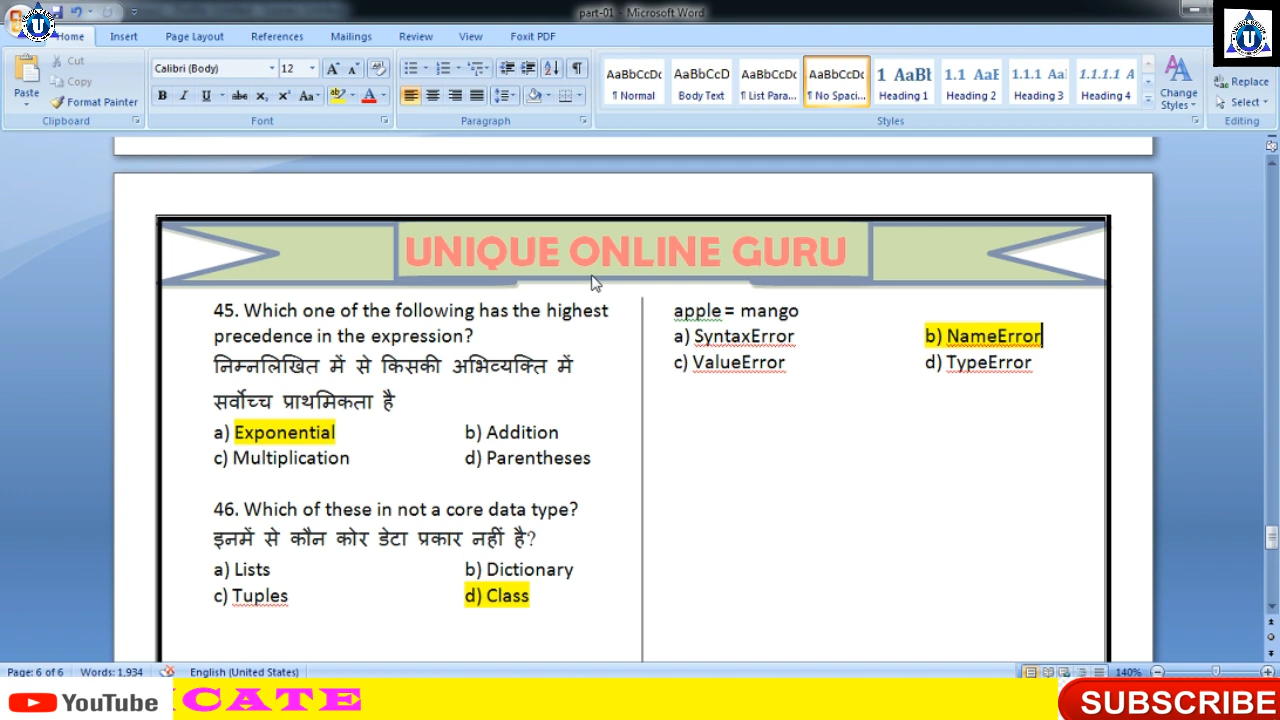 part-01 - Microsoft Word
Home Insert Page Layout References Mailings Review View Foxit PDF
Cut
Copy
Format Painter
Paste
Clipboard
Calibri (Body) 12
Font
Paragraph
AaBbCcDc AaBbCcD AaBbCcDc AaBbCcDc 1 AaBl 1.1 AaE 1.1.1 Aa 1.1.1.1 A
¶ Normal Body Text ¶ List Para... ¶ No Spaci... Heading 1 Heading 2 Heading 3 Heading 4
Change Styles
Styles
Replace
Select
Editing
UNIQUE ONLINE GURU
45. Which one of the following has the highest
precedence in the expression?
निम्नलिखित में से किसकी अभिव्यक्ति में
सर्वोच्च प्राथमिकता है
a) Exponential b) Addition
c) Multiplication d) Parentheses
46. Which of these in not a core data type?
इनमें से कौन कोर डेटा प्रकार नहीं है?
a) Lists b) Dictionary
c) Tuples d) Class
apple = mango
a) SyntaxError b) NameError
c) ValueError d) TypeError
Page: 6 of 6 Words: 1,934 English (United States) 140%
YouTube ICATE SUBSCRIBE